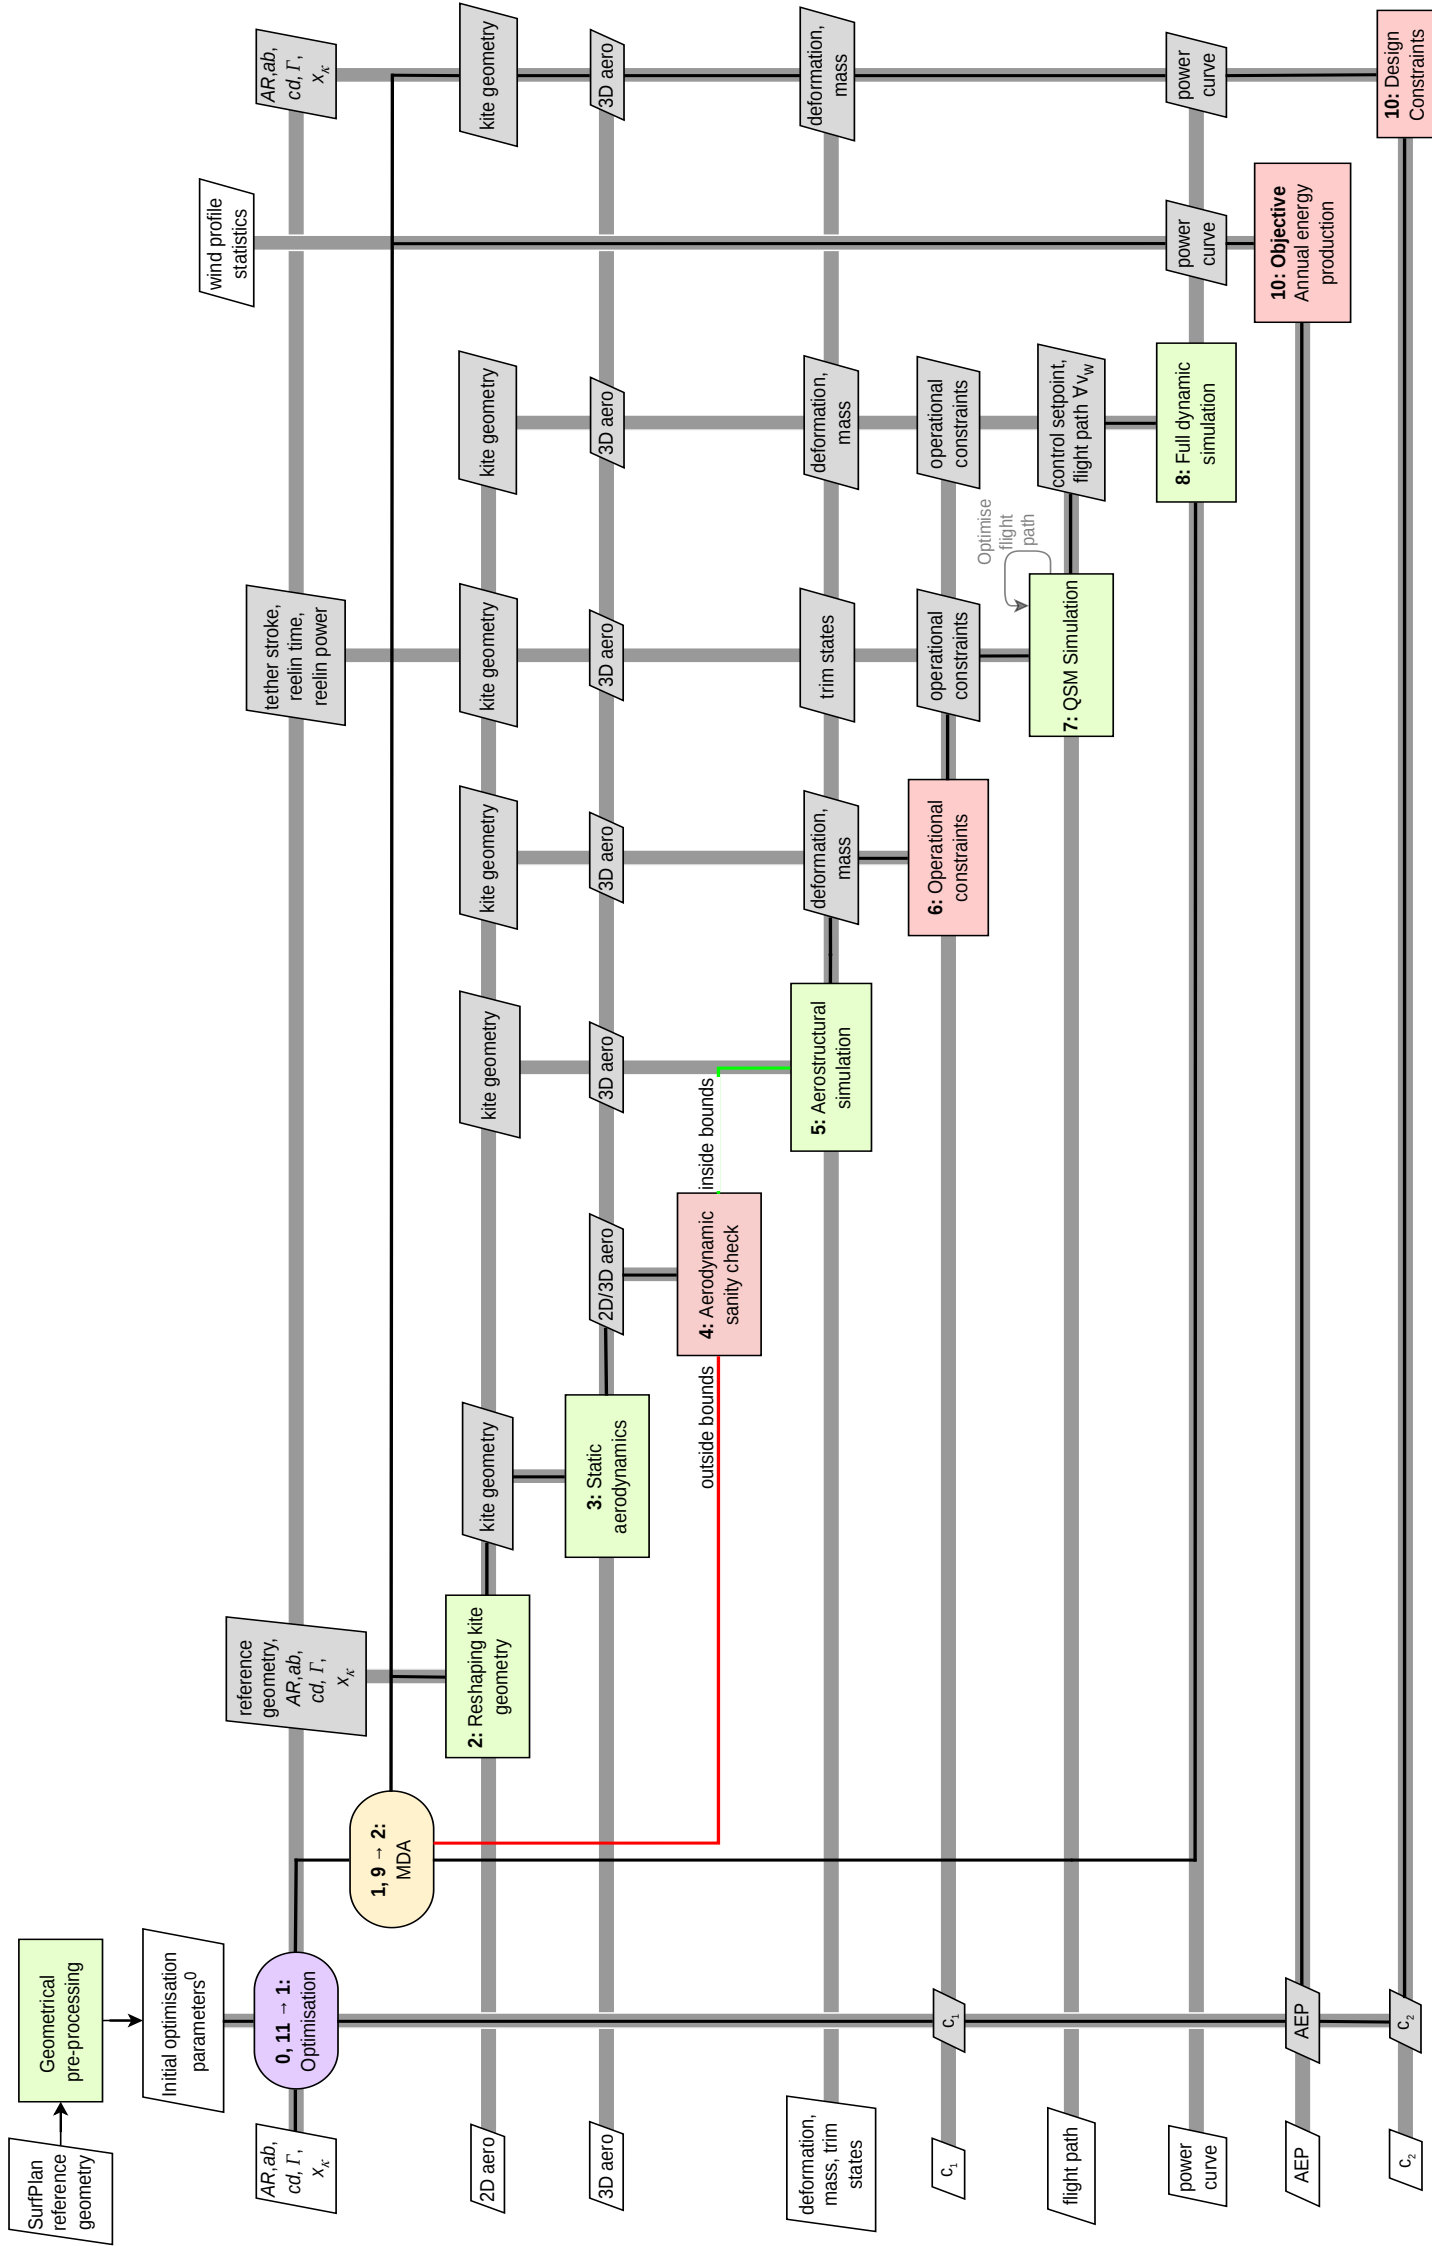 SurfPlan
reference
geometry
Geometrical
pre-processing
Initial optimisation
parameters⁰
wind profile
statistics
AR,ab,
cd, Γ,
x_κ
0, 11 → 1:
Optimisation
reference
geometry,
AR,ab,
cd, Γ,
x_κ
tether stroke,
reelin time,
reelin power
AR,ab,
cd, Γ,
x_κ
1, 9 → 2:
MDA
2D aero
2: Reshaping kite
geometry
kite geometry
kite geometry
kite geometry
kite geometry
kite geometry
kite geometry
3D aero
3: Static
aerodynamics
2D/3D aero
3D aero
3D aero
3D aero
3D aero
3D aero
outside bounds
4: Aerodynamic
sanity check
inside bounds
deformation,
mass, trim
states
5: Aerostructural
simulation
deformation,
mass
trim states
deformation,
mass
deformation,
mass
C₁
C₁
6: Operational
constraints
operational
constraints
operational
constraints
flight path
7: QSM Simulation
Optimise
flight
path
control setpoint,
flight path ∀v_w
power
curve
8: Full dynamic
simulation
power
curve
power
curve
AEP
AEP
10: Objective
Annual energy
production
C₂
C₂
10: Design
Constraints